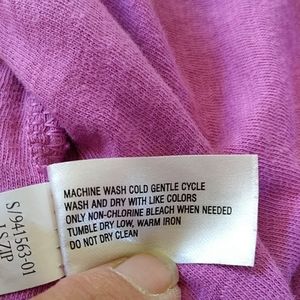 MACHINE WASH COLD GENTLE CYCLE
WASH AND DRY WITH LIKE COLORS
ONLY NON-CHLORINE BLEACH WHEN NEEDED
TUMBLE DRY LOW, WARM IRON
DO NOT DRY CLEAN
S/941563-01